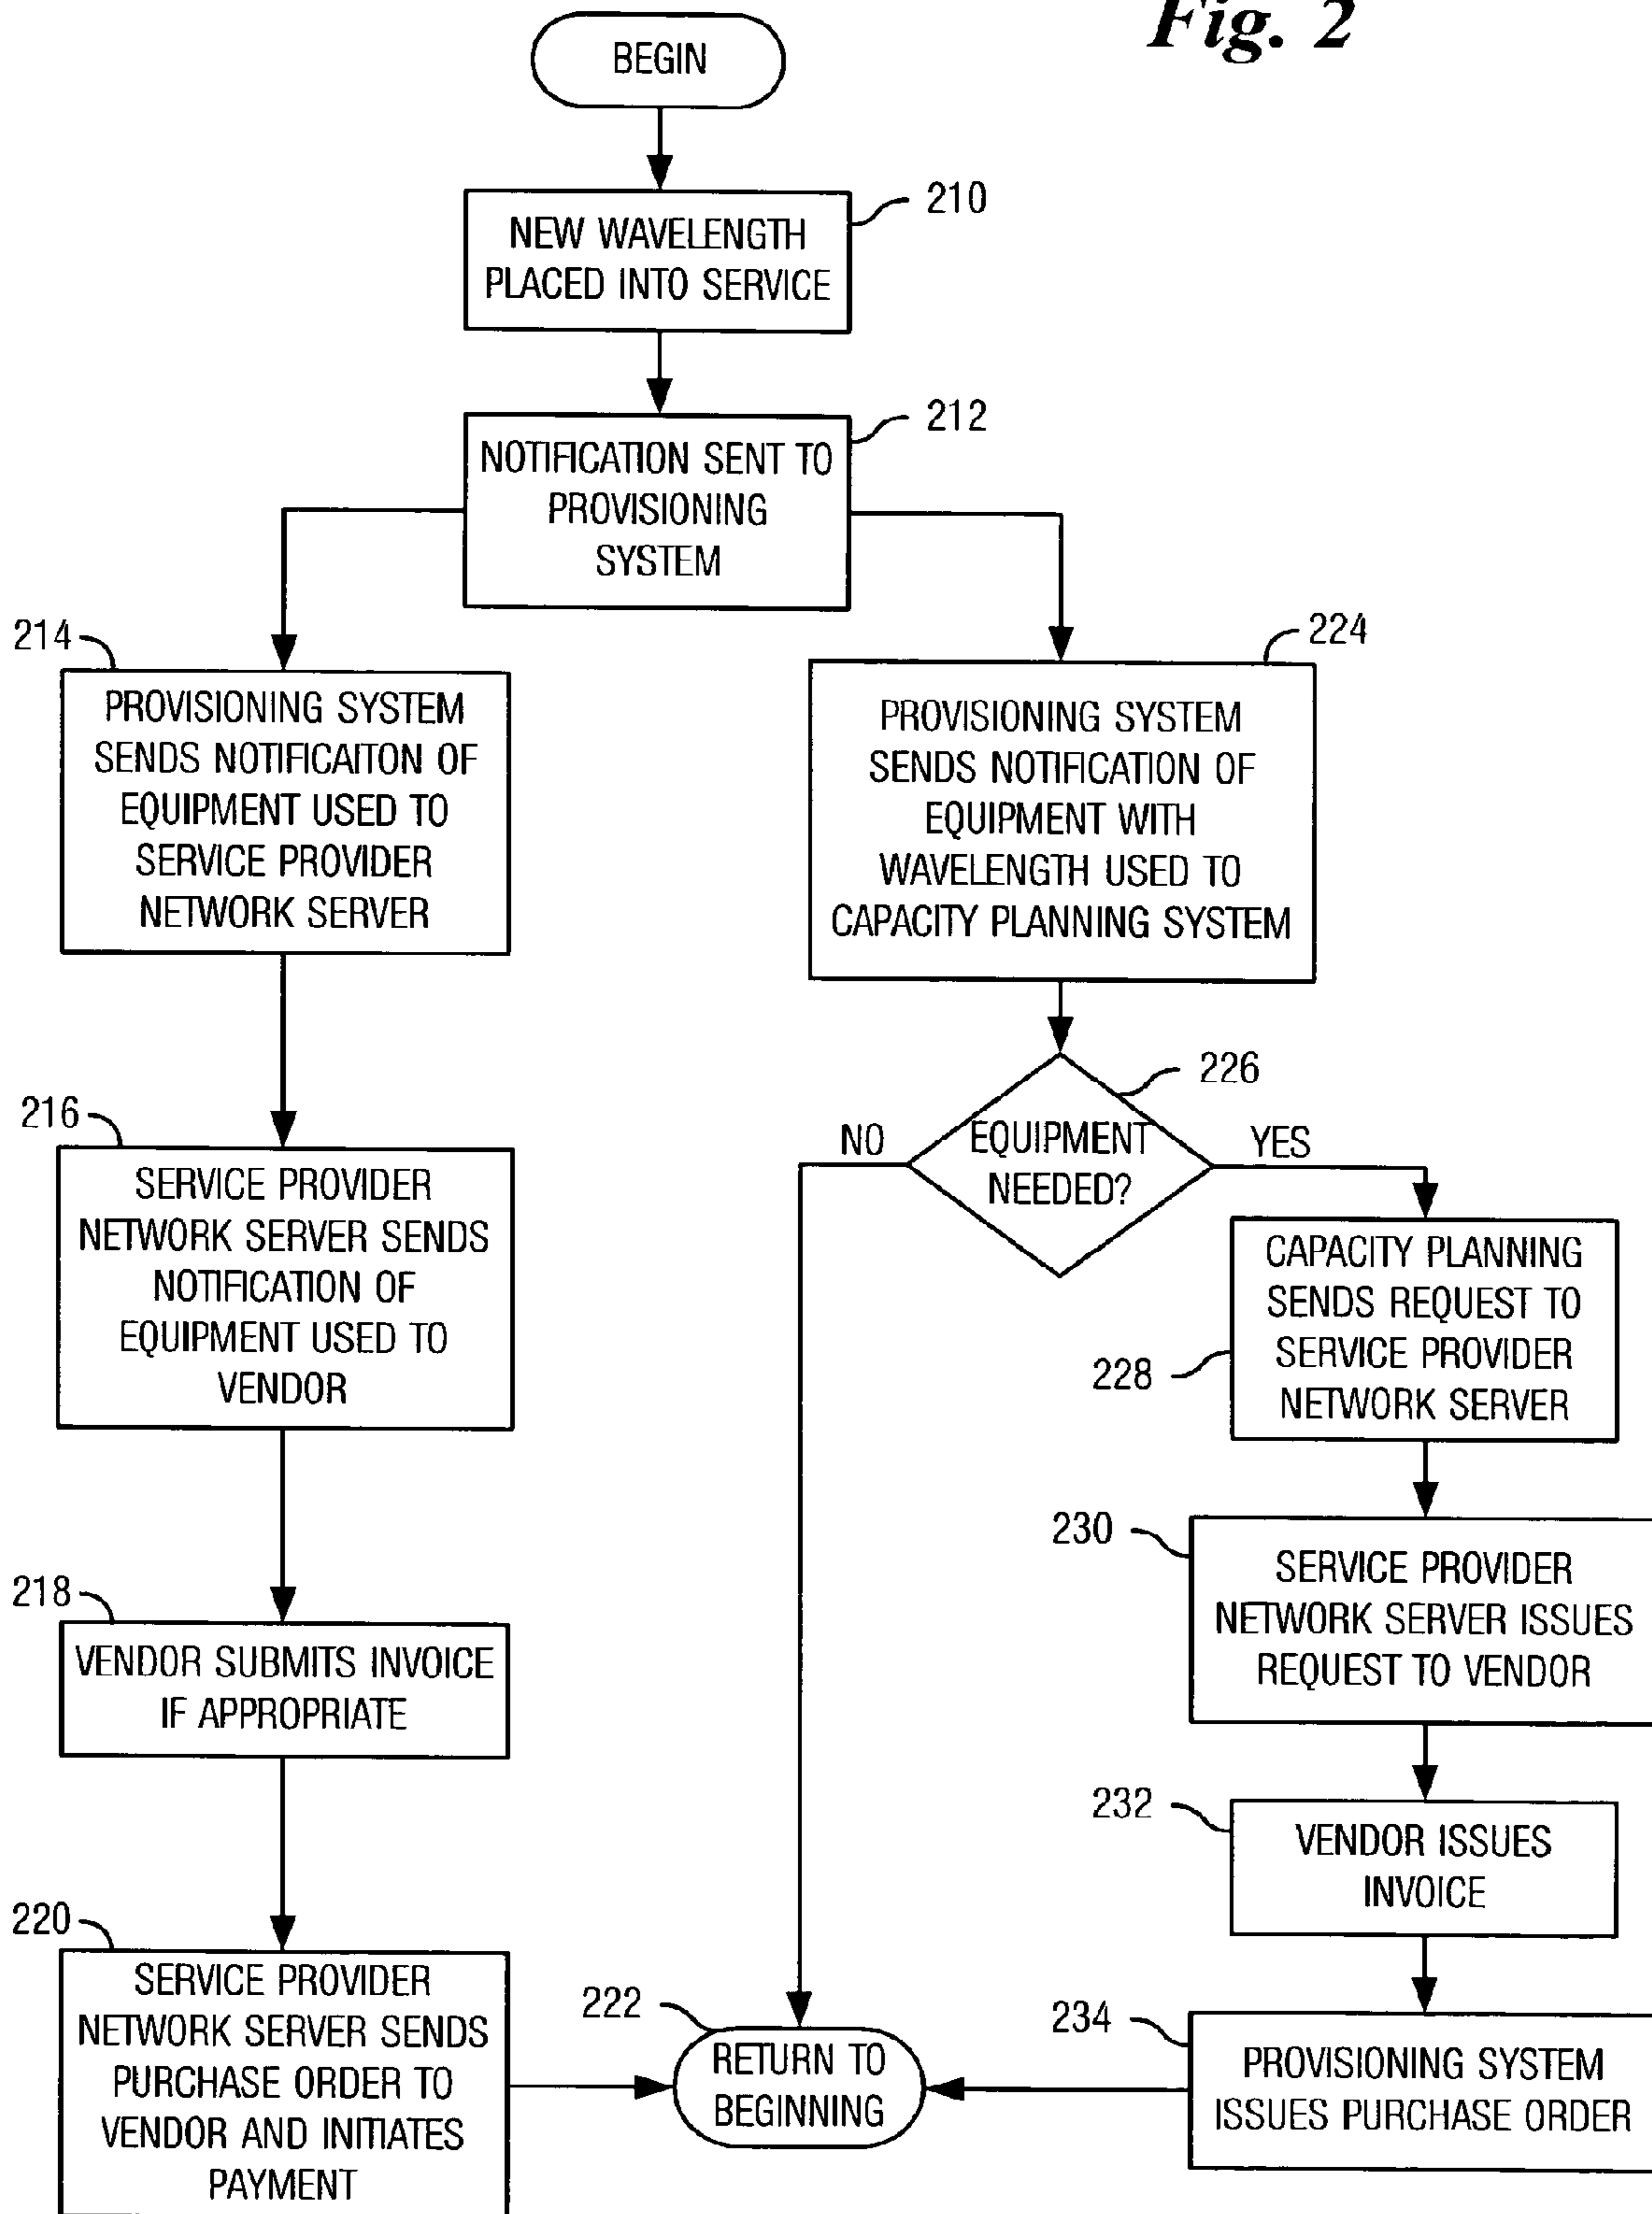 Fig. 2
BEGIN
210
NEW WAVELENGTH
PLACED INTO SERVICE
212
NOTIFICATION SENT TO
PROVISIONING
SYSTEM
214
PROVISIONING SYSTEM
SENDS NOTIFICAITON OF
EQUIPMENT USED TO
SERVICE PROVIDER
NETWORK SERVER
224
PROVISIONING SYSTEM
SENDS NOTIFICATION OF
EQUIPMENT WITH
WAVELENGTH USED TO
CAPACITY PLANNING SYSTEM
216
SERVICE PROVIDER
NETWORK SERVER SENDS
NOTIFICATION OF
EQUIPMENT USED TO
VENDOR
226
EQUIPMENT
NEEDED?
NO
YES
228
CAPACITY PLANNING
SENDS REQUEST TO
SERVICE PROVIDER
NETWORK SERVER
230
SERVICE PROVIDER
NETWORK SERVER ISSUES
REQUEST TO VENDOR
218
VENDOR SUBMITS INVOICE
IF APPROPRIATE
232
VENDOR ISSUES
INVOICE
220
SERVICE PROVIDER
NETWORK SERVER SENDS
PURCHASE ORDER TO
VENDOR AND INITIATES
PAYMENT
222
RETURN TO
BEGINNING
234
PROVISIONING SYSTEM
ISSUES PURCHASE ORDER